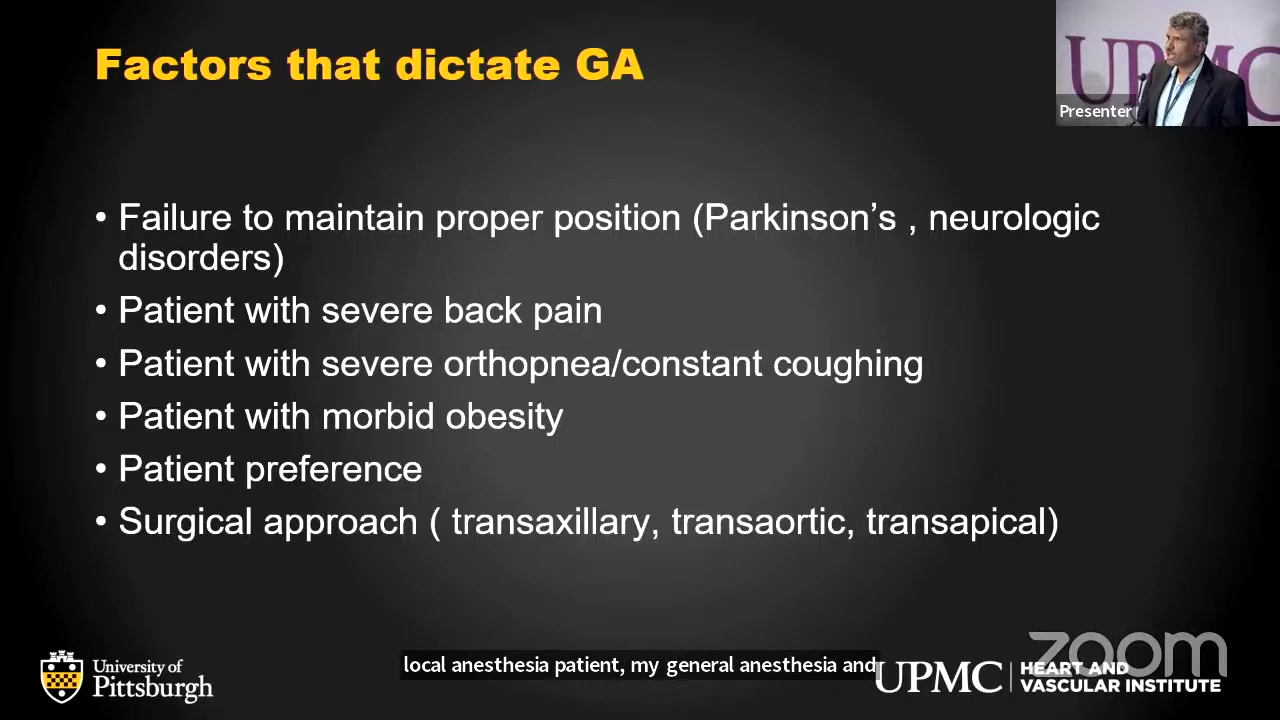 Factors that dictate GA
UPMC
Presenter
• Failure to maintain proper position (Parkinson’s , neurologic
disorders)
• Patient with severe back pain
• Patient with severe orthopnea/constant coughing
• Patient with morbid obesity
• Patient preference
• Surgical approach ( transaxillary, transaortic, transapical)
zoom
University of
Pittsburgh
local anesthesia patient, my general anesthesia and
UPMC
HEART AND
VASCULAR INSTITUTE